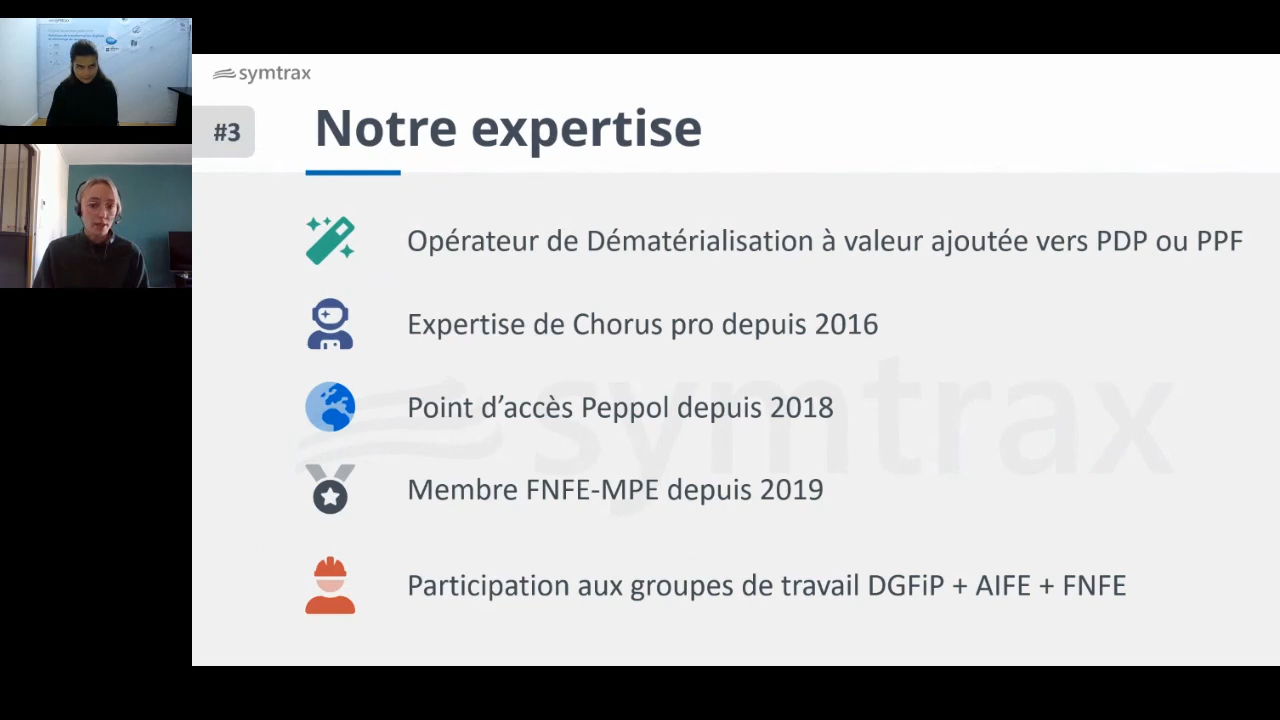 symtrax
#3
Notre expertise
Opérateur de Dématérialisation à valeur ajoutée vers PDP ou PPF
Expertise de Chorus pro depuis 2016
Point d’accès Peppol depuis 2018
Membre FNFE-MPE depuis 2019
Participation aux groupes de travail DGFiP + AIFE + FNFE
symtrax